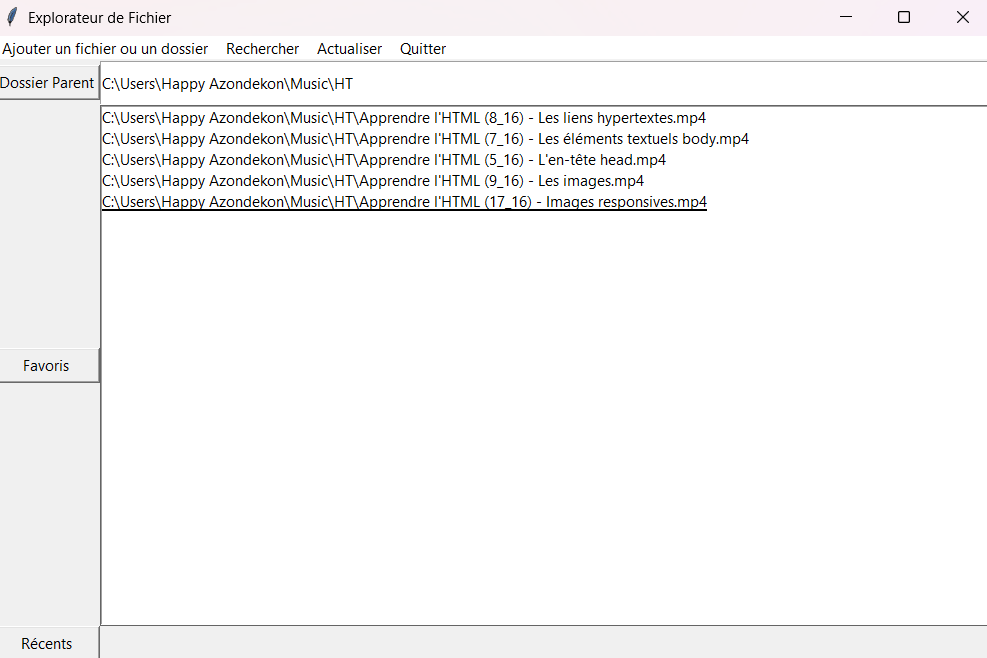 Explorateur de Fichier
Ajouter un fichier ou un dossier Rechercher Actualiser Quitter
Dossier Parent C:\Users\Happy Azondekon\Music\HT
C:\Users\Happy Azondekon\Music\HT\Apprendre l'HTML (8_16) - Les liens hypertextes.mp4
C:\Users\Happy Azondekon\Music\HT\Apprendre l'HTML (7_16) - Les éléments textuels body.mp4
C:\Users\Happy Azondekon\Music\HT\Apprendre l'HTML (5_16) - L'en-tête head.mp4
C:\Users\Happy Azondekon\Music\HT\Apprendre l'HTML (9_16) - Les images.mp4
C:\Users\Happy Azondekon\Music\HT\Apprendre l'HTML (17_16) - Images responsives.mp4
Favoris
Récents